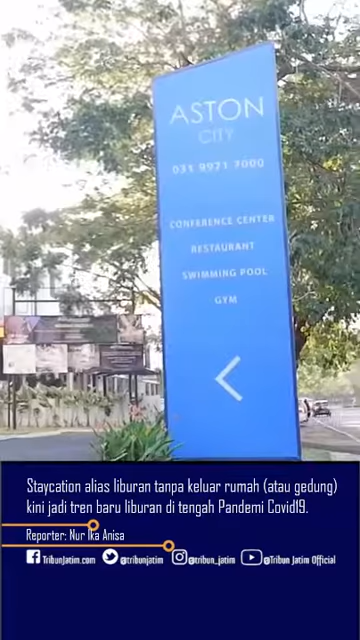 ASTON
CITY
031 9971 7000
CONFERENCE CENTER
RESTAURANT
SWIMMING POOL
GYM
Staycation alias liburan tanpa keluar rumah (atau gedung)
kini jadi tren baru liburan di tengah Pandemi Covid19.
Reporter: Nur Ika Anisa
TribunJatim.com @tribunjatim @tribun_jatim @Tribun Jatim Official